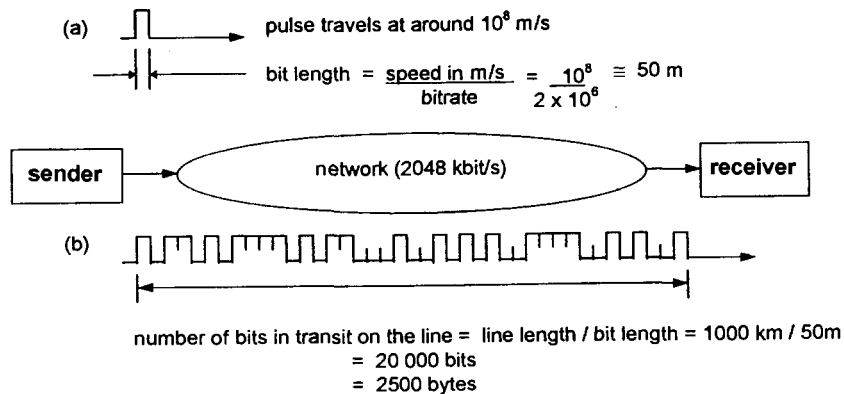 (a) pulse travels at around 10⁸ m/s
bit length = speed in m/s / bitrate = 10⁸ / 2 x 10⁶ ≅ 50 m
sender network (2048 kbit/s) receiver
(b)
number of bits in transit on the line = line length / bit length = 1000 km / 50m
= 20 000 bits
= 2500 bytes